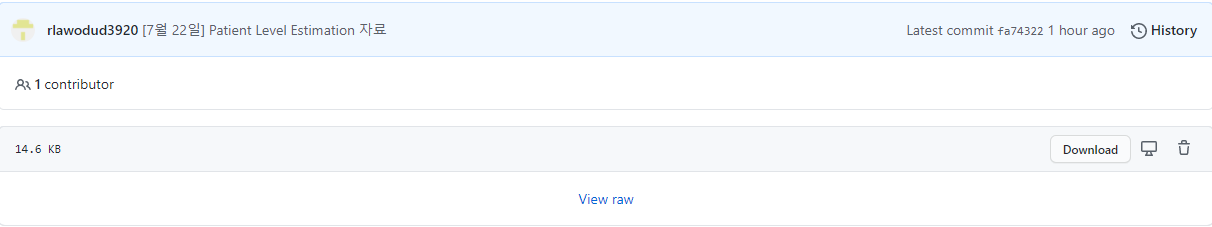 rlawodud3920 [7월 22일] Patient Level Estimation 자료 Latest commit fa74322 1 hour ago History
1 contributor
14.6 KB Download
View raw